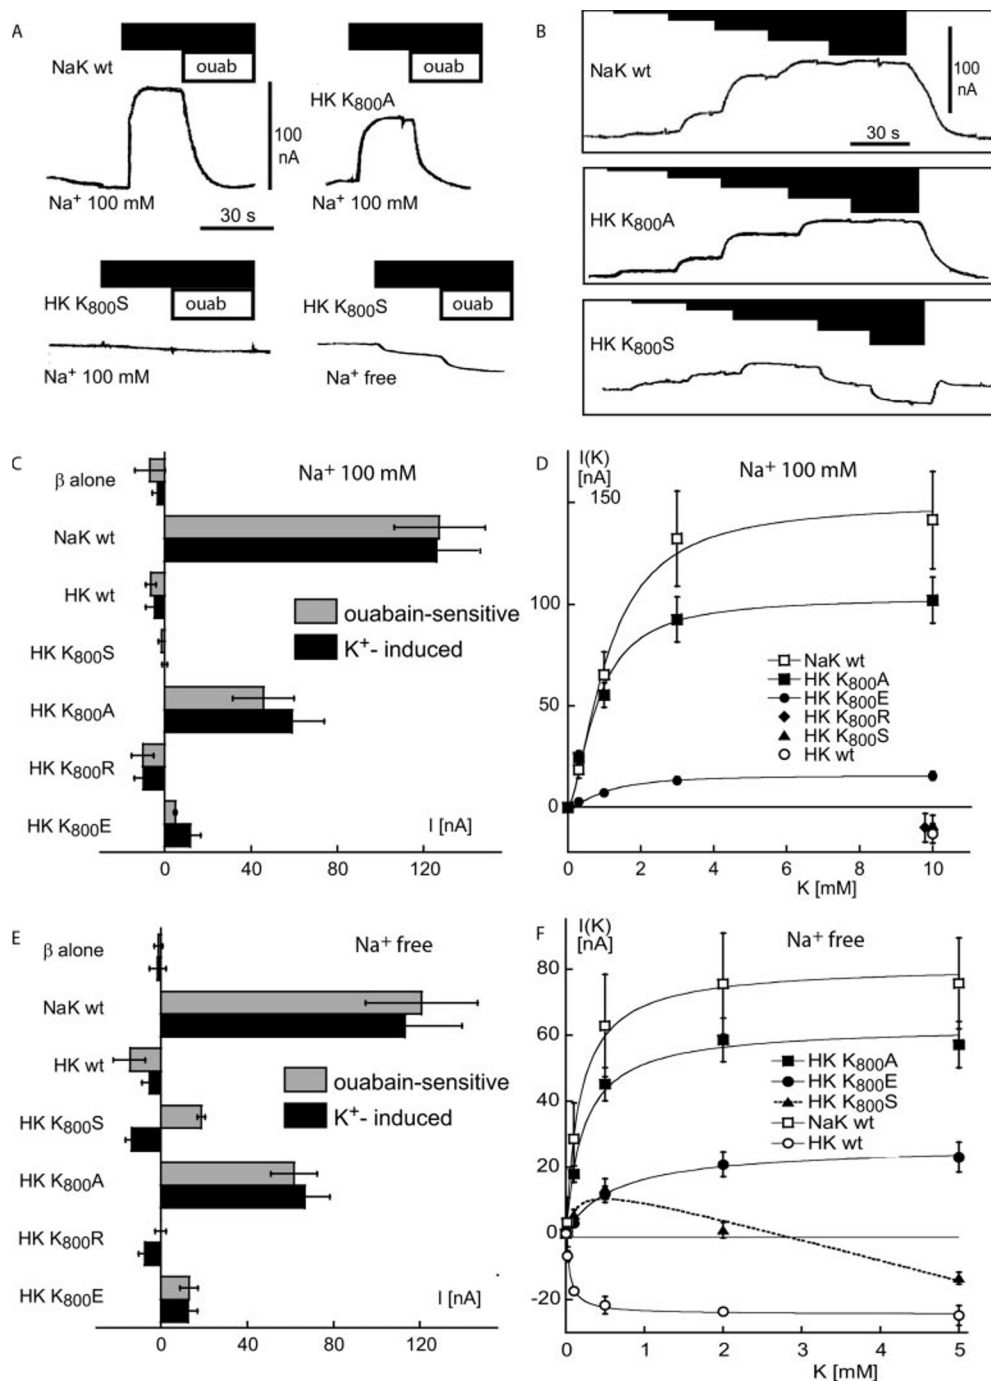 A
NaK wt
ouab
100
nA
Na⁺ 100 mM
30 s
HK K₈₀₀A
ouab
Na⁺ 100 mM
HK K₈₀₀S
ouab
Na⁺ 100 mM
HK K₈₀₀S
ouab
Na⁺ free
B
NaK wt
100
nA
30 s
HK K₈₀₀A
HK K₈₀₀S
C
Na⁺ 100 mM
β alone
NaK wt
HK wt
HK K₈₀₀S
HK K₈₀₀A
HK K₈₀₀R
HK K₈₀₀E
ouabain-sensitive
K⁺- induced
I [nA]
0 40 80 120
D
I(K)
[nA]
Na⁺ 100 mM
150
100
50
0
NaK wt
HK K₈₀₀A
HK K₈₀₀E
HK K₈₀₀R
HK K₈₀₀S
HK wt
0 2 4 6 8 10
K [mM]
E
Na⁺ free
β alone
NaK wt
HK wt
HK K₈₀₀S
HK K₈₀₀A
HK K₈₀₀R
HK K₈₀₀E
ouabain-sensitive
K⁺- induced
I [nA]
0 40 80 120
F
I(K)
[nA]
Na⁺ free
80
60
40
20
0
-20
HK K₈₀₀A
HK K₈₀₀E
HK K₈₀₀S
NaK wt
HK wt
0 1 2 3 4 5
K [mM]